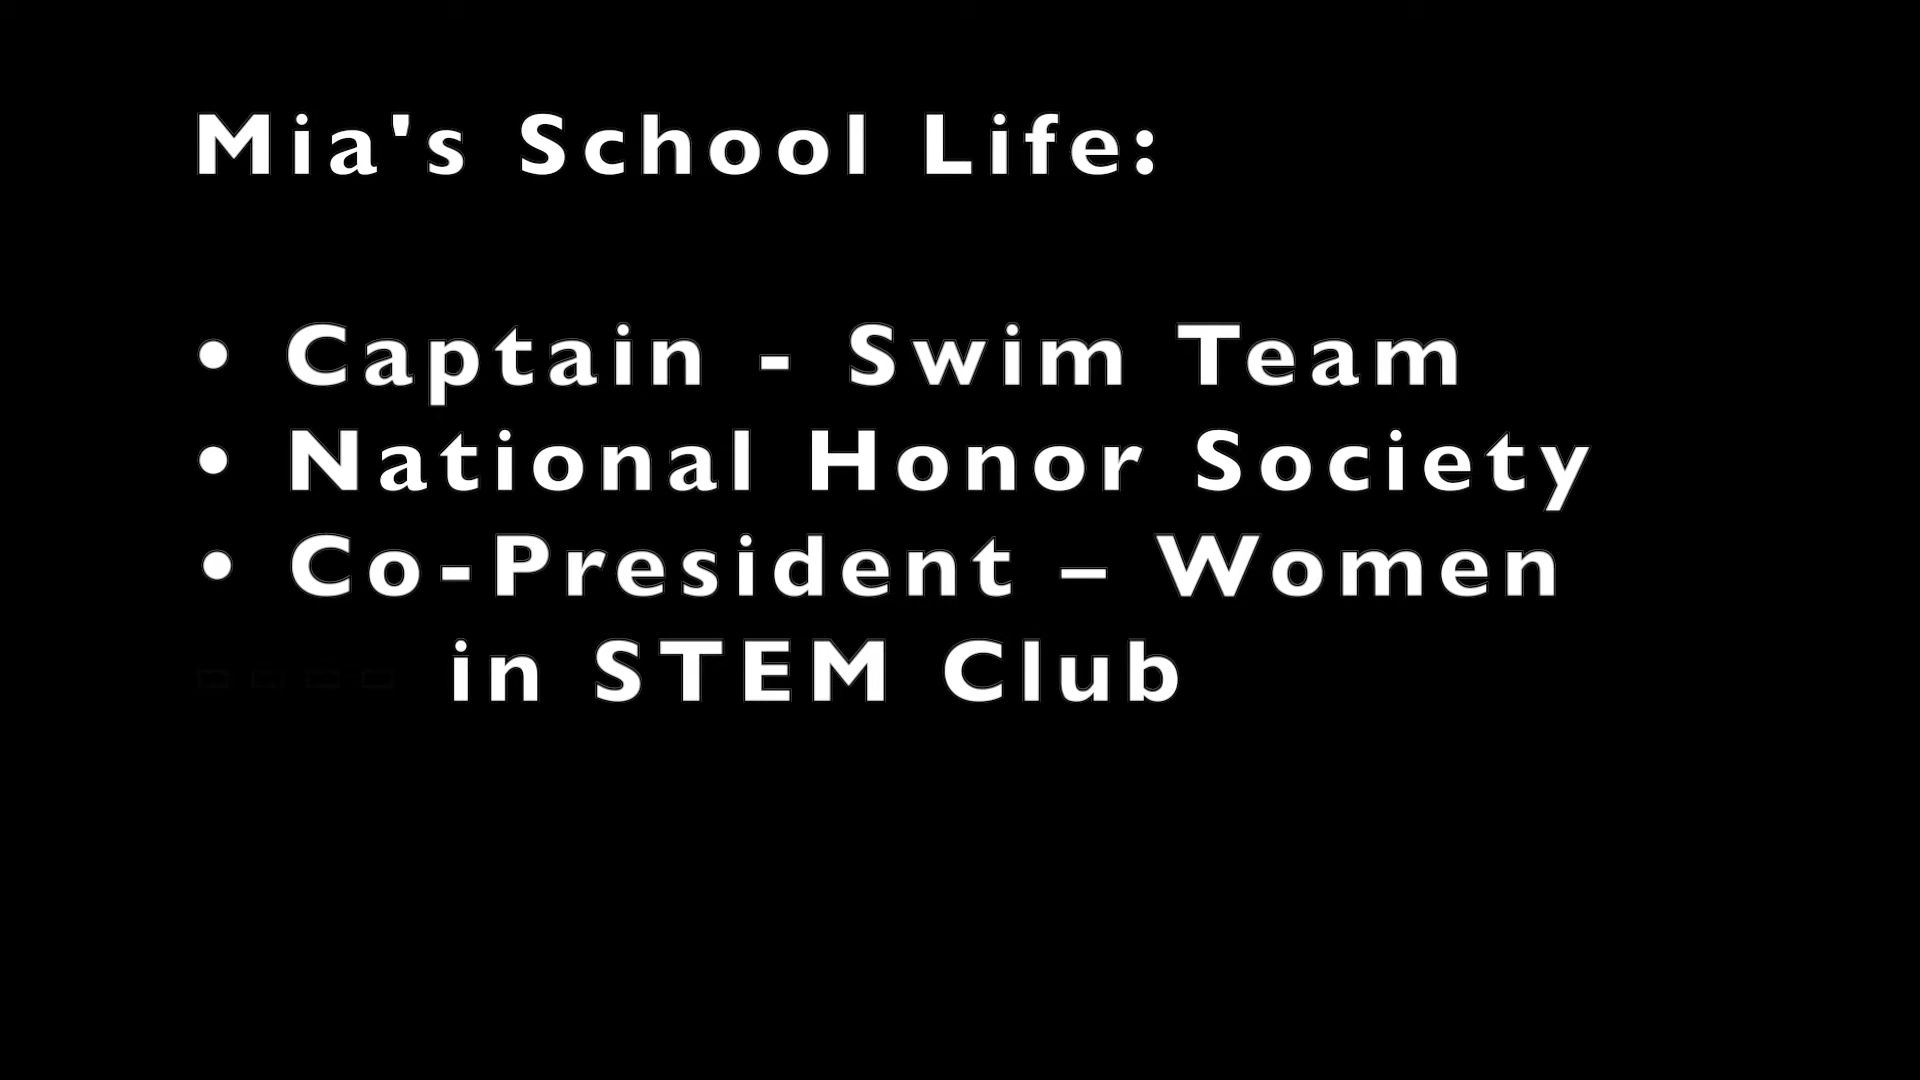 Mia's School Life:
• Captain - Swim Team
• National Honor Society
• Co-President – Women
in STEM Club